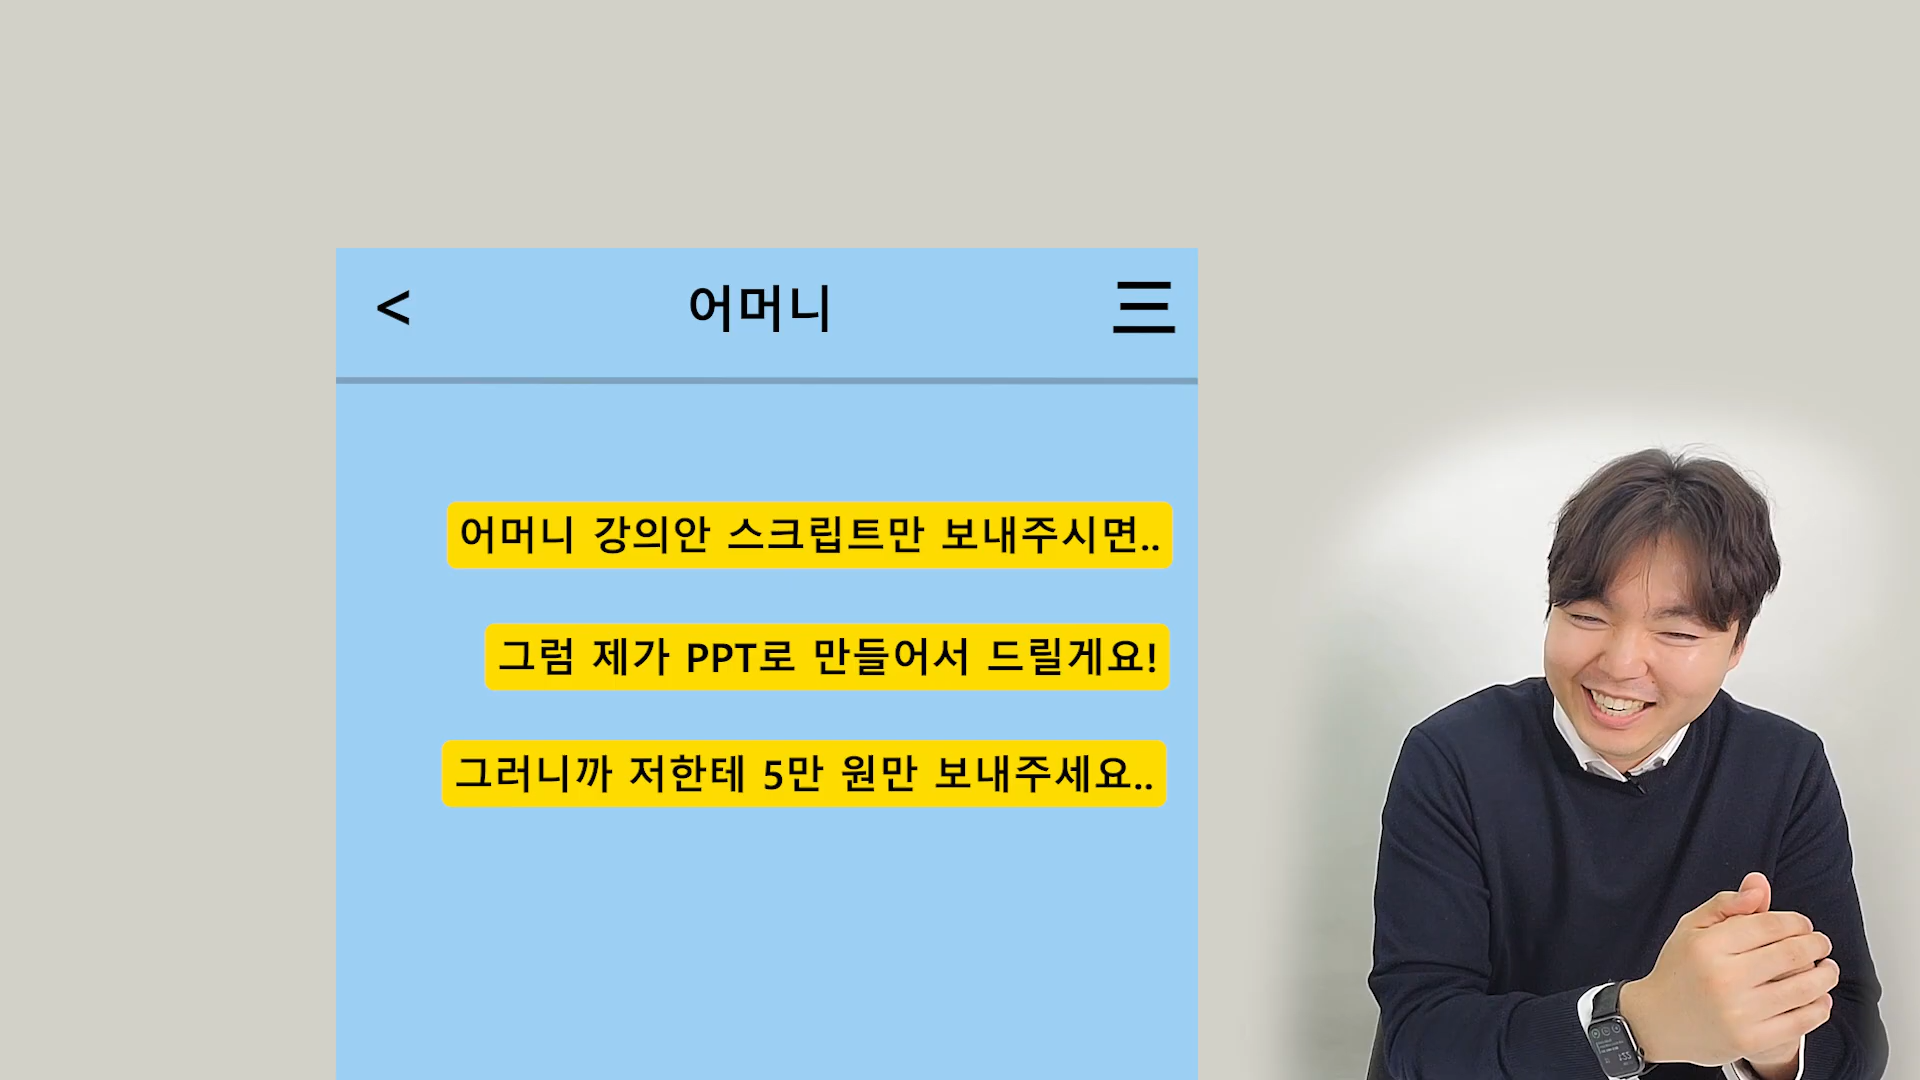 < 어머니
어머니 강의안 스크립트만 보내주시면..
그럼 제가 PPT로 만들어서 드릴게요!
그러니까 저한테 5만 원만 보내주세요..